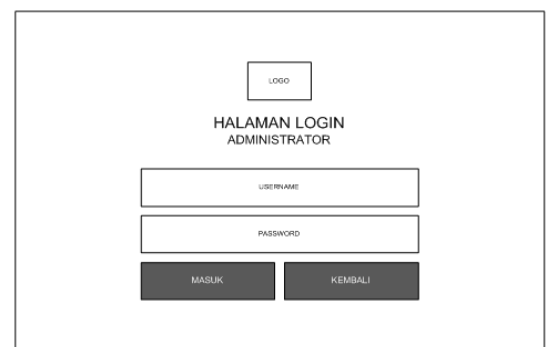 LOGO
HALAMAN LOGIN
ADMINISTRATOR
USERNAME
PASSWORD
MASUK KEMBALI